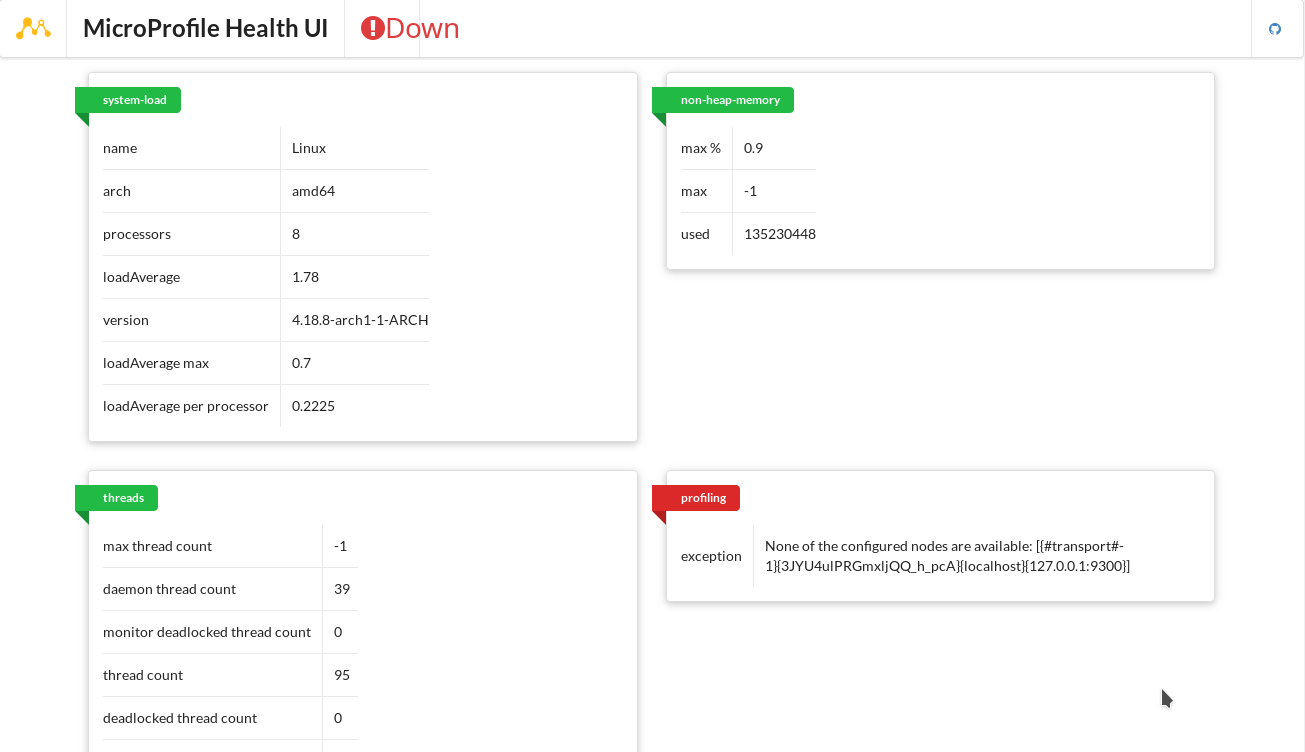 MicroProfile Health UI
Down
system-load
name Linux
arch amd64
processors 8
loadAverage 1.78
version 4.18.8-arch1-1-ARCH
loadAverage max 0.7
loadAverage per processor 0.2225
non-heap-memory
max % 0.9
max -1
used 135230448
threads
max thread count -1
daemon thread count 39
monitor deadlocked thread count 0
thread count 95
deadlocked thread count 0
profiling
exception None of the configured nodes are available: [{#transport#-
1}{3JYU4ulPRGmxljQQ_h_pcA}{localhost}{127.0.0.1:9300}]